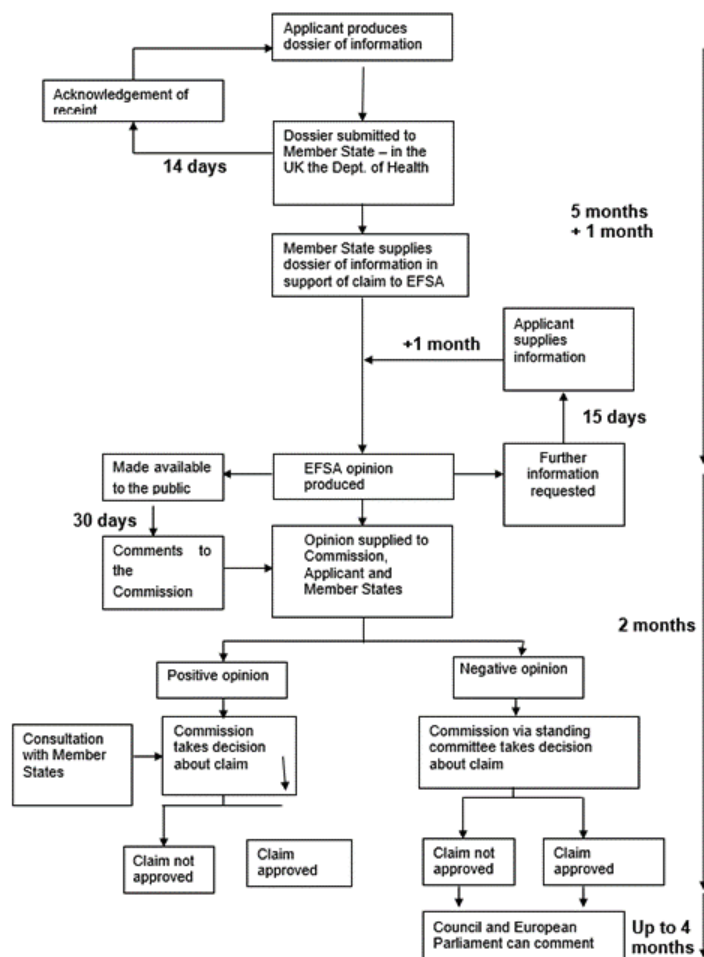 Applicant produces
dossier of information
Acknowledgement of
receipt
14 days
Dossier submitted to
Member State – in the
UK the Dept. of Health
5 months
+ 1 month
Member State supplies
dossier of information in
support of claim to EFSA
Applicant
supplies
information
+1 month
15 days
Made available
to the public
EFSA opinion
produced
Further
information
requested
30 days
Comments to
the
Commission
Opinion supplied to
Commission,
Applicant and
Member States
2 months
Positive opinion
Negative opinion
Consultation
with Member
States
Commission
takes decision
about claim
Commission via standing
committee takes decision
about claim
Claim not
approved
Claim
approved
Claim not
approved
Claim
approved
Council and European
Parliament can comment
Up to 4
months